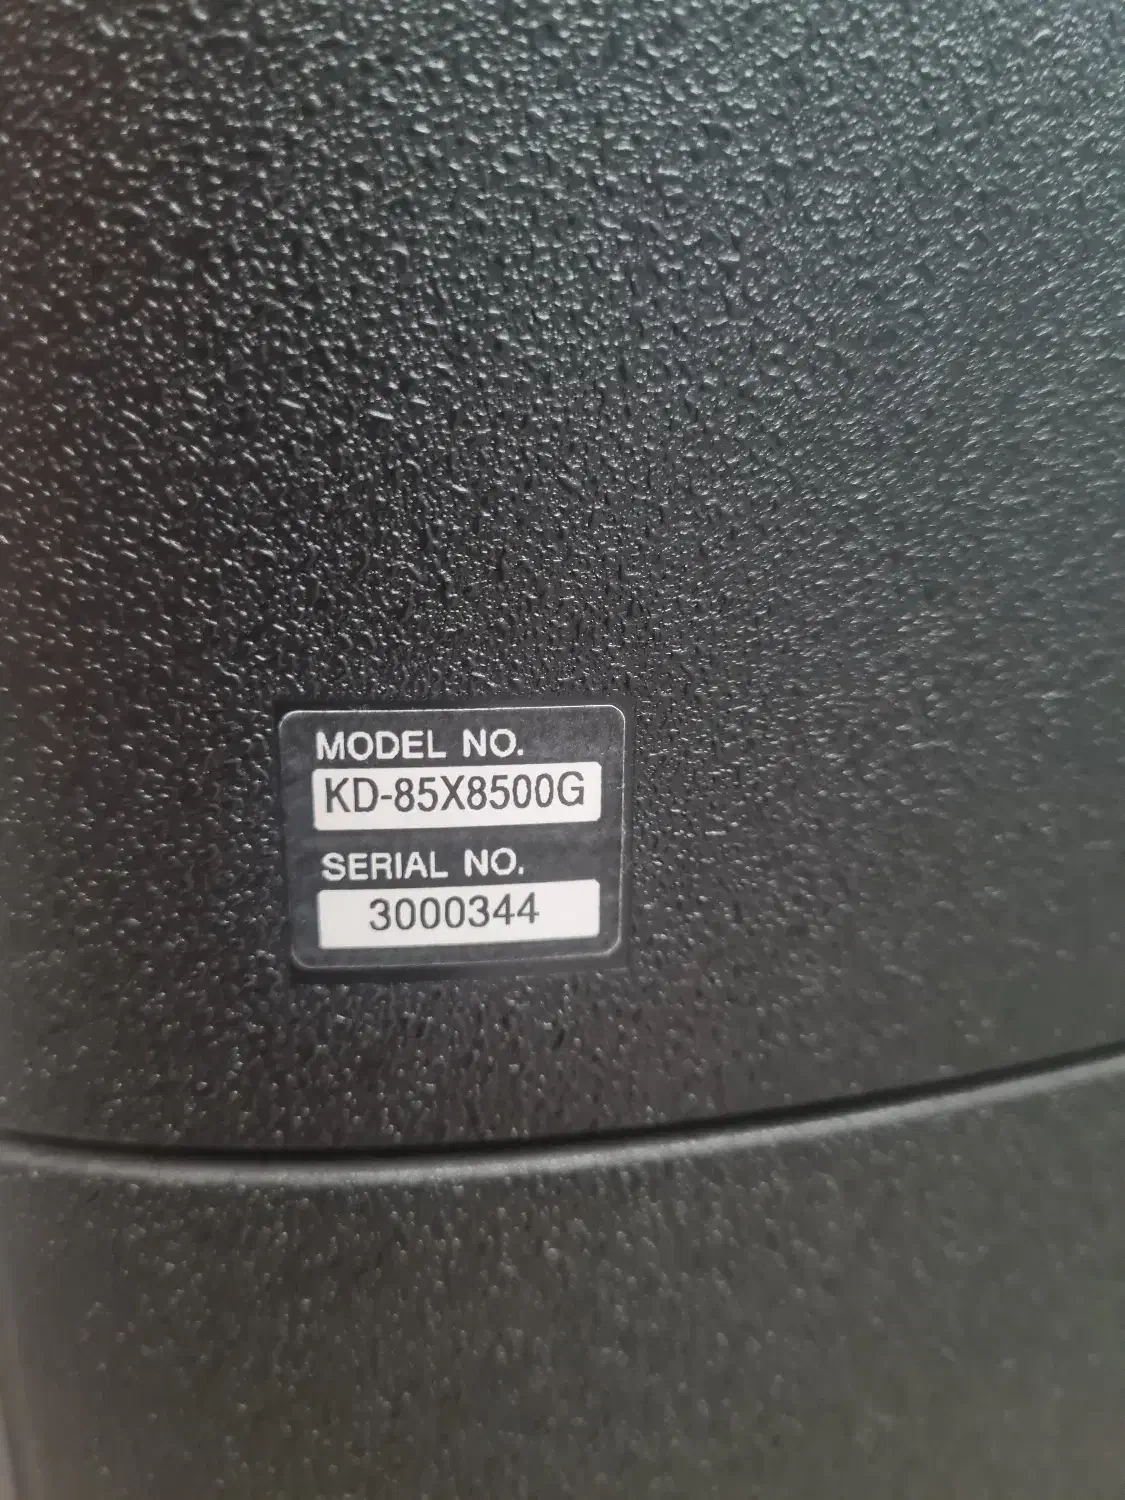 MODEL NO.
KD-85X8500G
SERIAL NO.
3000344